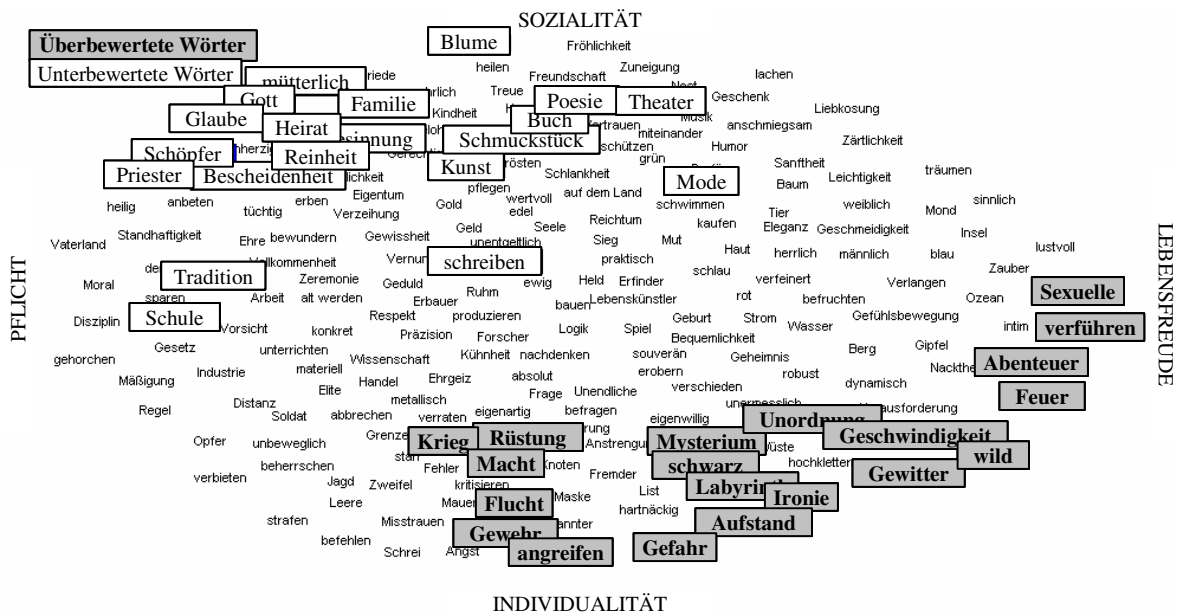 SOZIALITÄT
Überbewertete Wörter
Unterbewertete Wörter
Blume
Fröhlichkeit
heilen
Zuneigung
Freundschaft
lachen
mütterlich
Treue
Geschenk
Gott
Familie
Kindheit
Poesie
Theater
Musik
Liebkosung
Glaube
Heirat
Buch
miteinander
anschmiegsam
Schmuckstück
schützen
Humor
Zärtlichkeit
Schöpfer
Reinheit
Kunst
grün
Sanftheit
Priester
Bescheidenheit
Schlankheit
Mode
Baum
Leichtigkeit
träumen
pflegen
auf dem Land
heilig
anbeten
erben
Eigentum
wertvoll
schwimmen
weiblich
sinnlich
tüchtig
Verzeihung
Gold
edel
Reichtum
kaufen
Tier
Mond
Standhaftigkeit
Geld
Seele
Eleganz
Geschmeidigkeit
Insel
Vaterland
Ehre
bewundern
Gewissheit
unentgeltlich
Sieg
Mut
Haut
herrlich
männlich
blau
lustvoll
praktisch
Tradition
schreiben
schlau
Zauber
Moral
Zeremonie
Geduld
ewig
Held
Erfinder
verfeinert
Verlangen
Sexuelle
sparen
Arbeit
alt werden
Erbauer
Ruhm
bauen
Lebenskünstler
rot
befruchten
Ozean
Schule
Respekt
produzieren
Geburt
Strom
Gefühlsbewegung
Disziplin
Vorsicht
konkret
Präzision
Forscher
Logik
Spiel
Wasser
intim
verführen
Bequemlichkeit
Gesetz
unterrichten
Wissenschaft
Kühnheit
nachdenken
souverän
Geheimnis
Berg
Gipfel
gehorchen
Industrie
materiell
erobern
robust
Abenteuer
Mäßigung
Elite
Handel
Ehrgeiz
absolut
Unendliche
verschieden
dynamisch
Feuer
Regel
Distanz
metallisch
Frage
Soldat
abbrechen
verraten
eigenartig
befragen
eigenwillig
Unordnung
Opfer
unbeweglich
Krieg
Rüstung
Mysterium
Geschwindigkeit
wild
beherrschen
Fehler
Macht
Knoten
Fremder
schwarz
Gewitter
verbieten
Jagd
Zweifel
kritisieren
Labyrinth
Leere
Flucht
Maske
List
Ironie
strafen
Misstrauen
hartnäckig
Aufstand
befehlen
Gewehr
Schrei
Angst
angreifen
Gefahr
INDIVIDUALITÄT
PFLICHT
LEBENSFREUDE